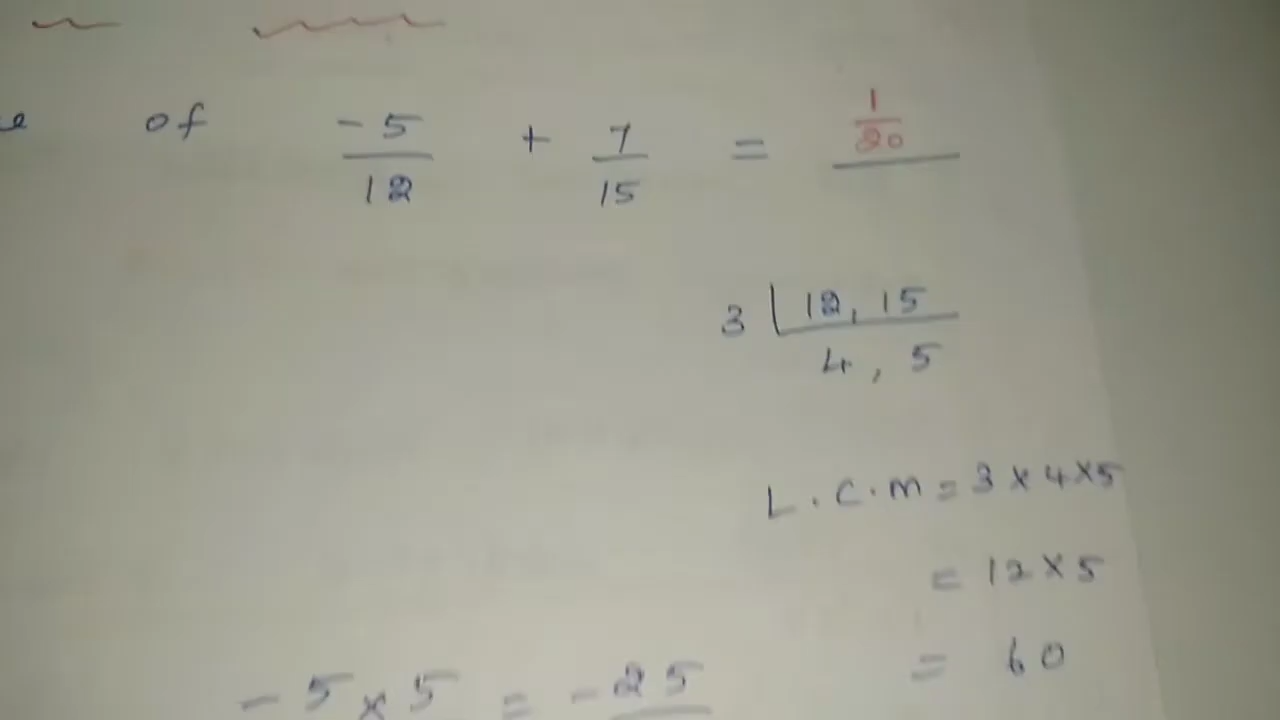 of -5/12 + 7/15 = 1/20
3 | 12, 15
4, 5
L.C.M = 3 x 4 x 5
= 12 x 5
= 60
-5 x 5 = -25